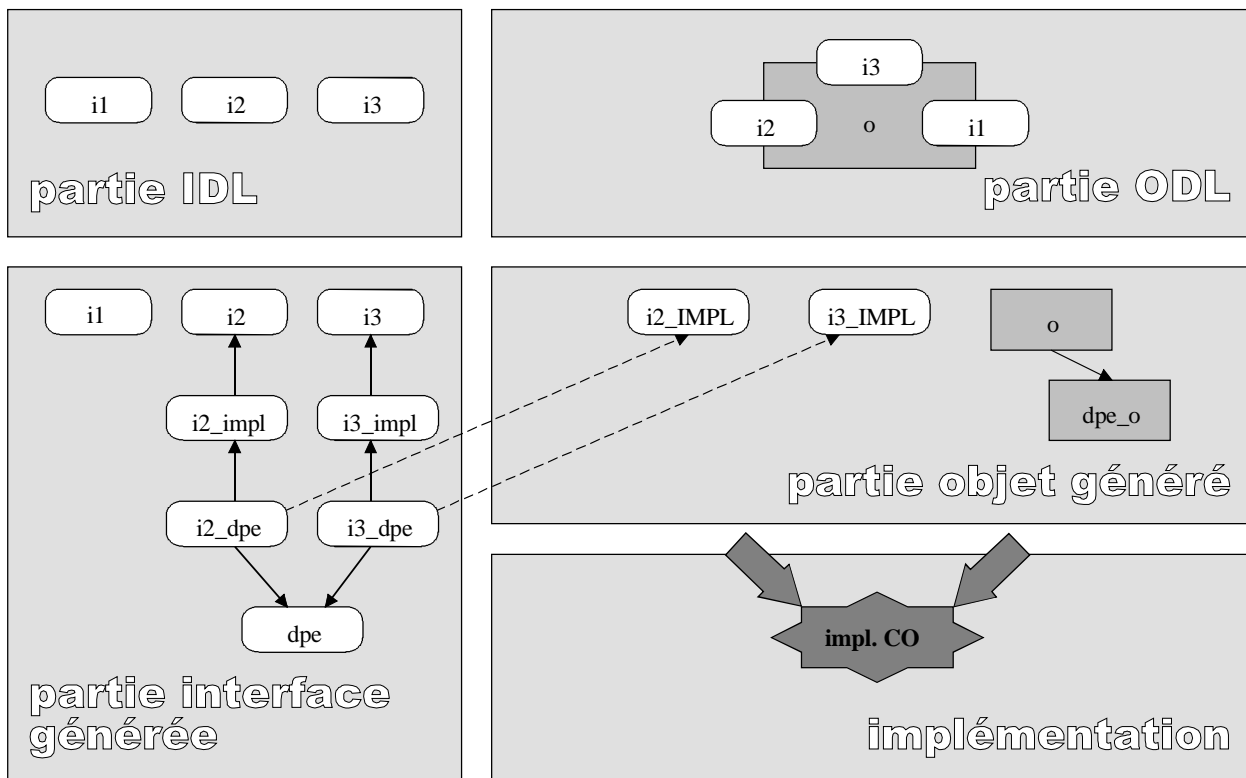 i1
i2
i3
partie IDL
i3
i2
o
i1
partie ODL
i1
i2
i3
i2_impl
i3_impl
i2_dpe
i3_dpe
dpe
partie interface
générée
i2_IMPL
i3_IMPL
o
dpe_o
partie objet généré
impl. CO
implémentation